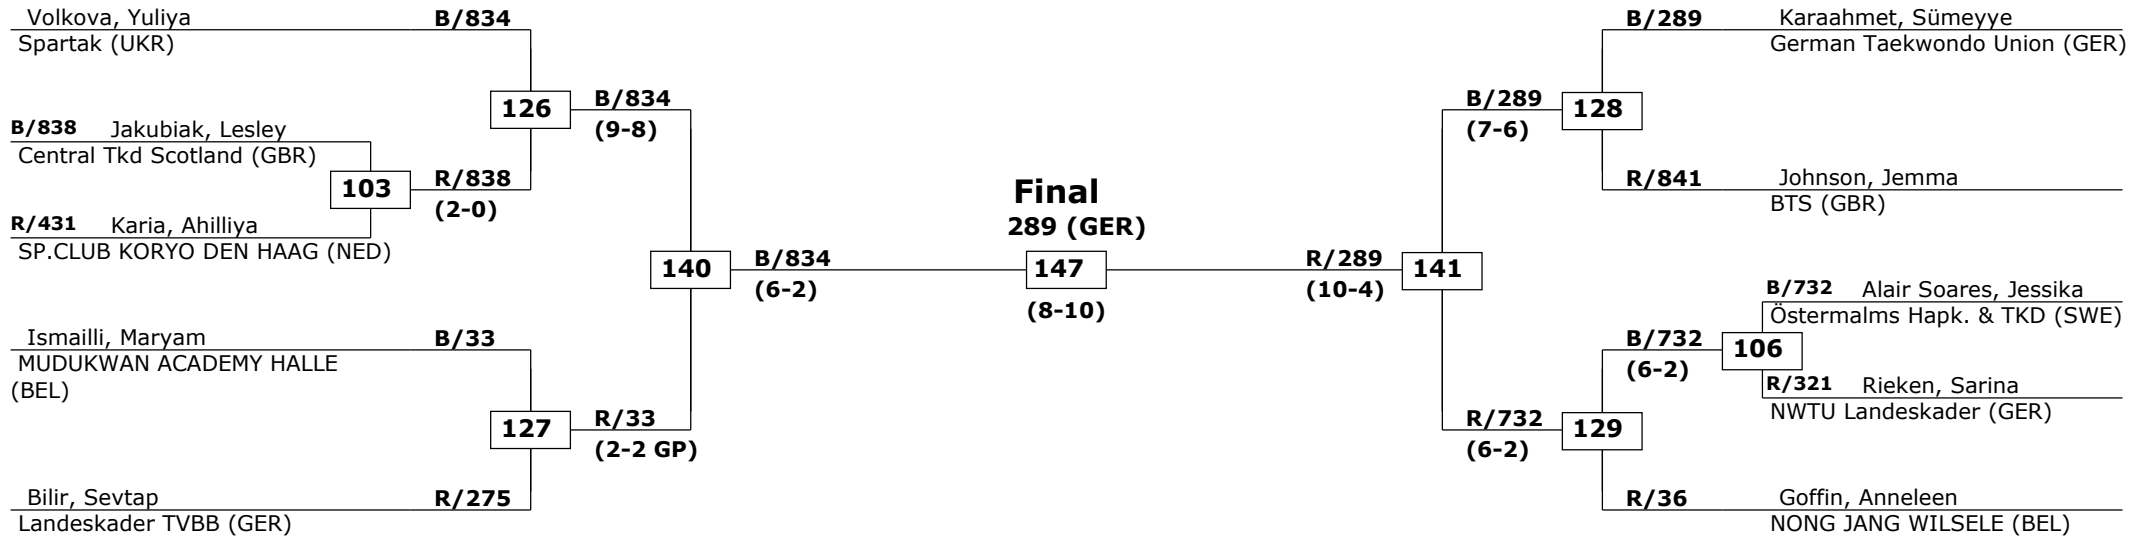 Volkova, Yuliya B/834
Spartak (UKR)
126
B/834
(9-8)
B/838 Jakubiak, Lesley
Central Tkd Scotland (GBR)
103
R/838
(2-0)
R/431 Karia, Ahilliya
SP.CLUB KORYO DEN HAAG (NED)
140
B/834
(6-2)
Ismailli, Maryam B/33
MUDUKWAN ACADEMY HALLE
(BEL)
127
R/33
(2-2 GP)
Bilir, Sevtap R/275
Landeskader TVBB (GER)
Final
289 (GER)
147
(8-10)
R/289
(10-4)
141
B/289 Karaahmet, Sümeyye
German Taekwondo Union (GER)
B/289
(7-6)
128
R/841 Johnson, Jemma
BTS (GBR)
B/732 Alair Soares, Jessika
Östermalms Hapk. & TKD (SWE)
B/732
(6-2)
106
R/321 Rieken, Sarina
NWTU Landeskader (GER)
R/732
(6-2)
129
R/36 Goffin, Anneleen
NONG JANG WILSELE (BEL)